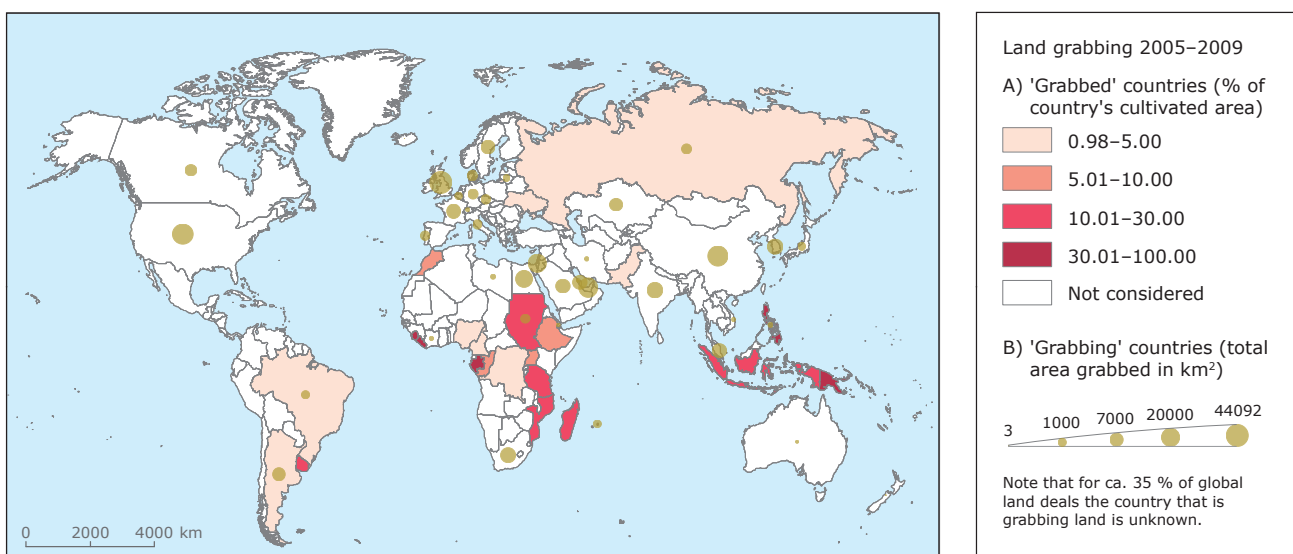 Land grabbing 2005–2009
A) 'Grabbed' countries (% of
country's cultivated area)
0.98–5.00
5.01–10.00
10.01–30.00
30.01–100.00
Not considered
B) 'Grabbing' countries (total
area grabbed in km²)
3 1000 7000 20000 44092
Note that for ca. 35 % of global
land deals the country that is
grabbing land is unknown.
0 2000 4000 km